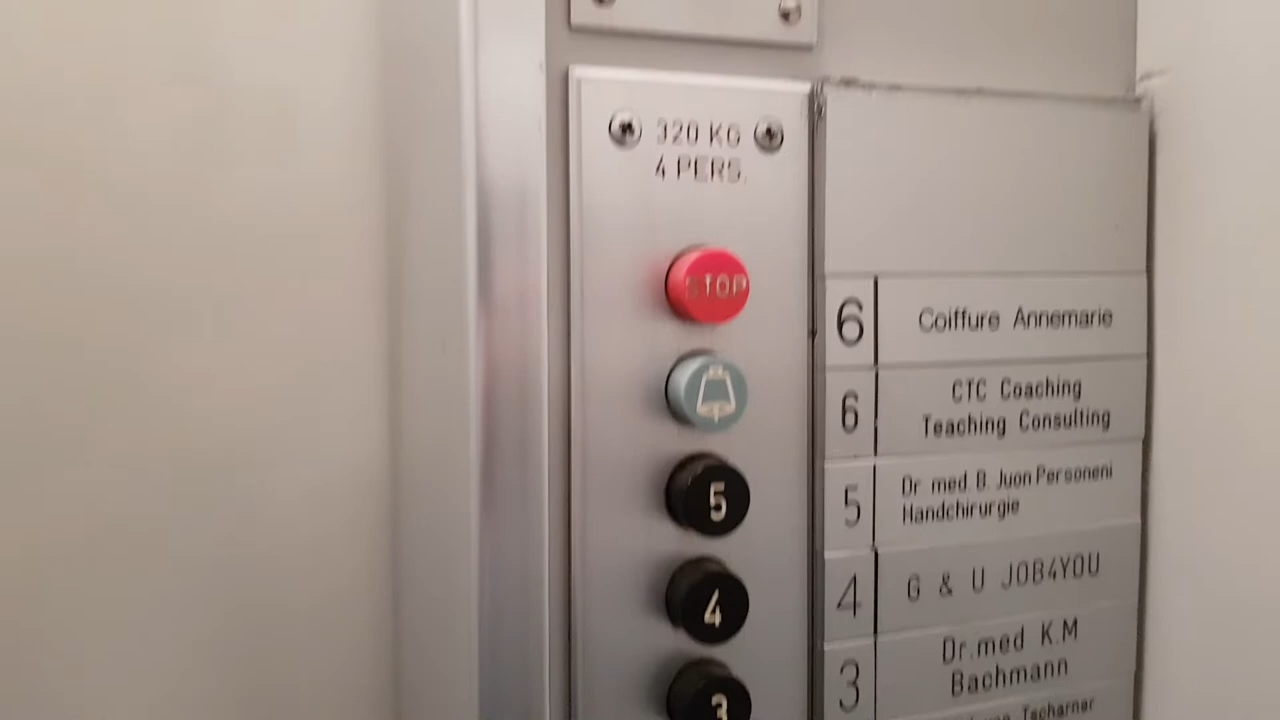 320 KG
4 PERS.
STOP
5
4
3
6 Coiffure Annemarie
6 CTC Coaching
Teaching Consulting
5 Dr med. B. Juon Personeni
Handchirurgie
4 G & U JOB4YOU
3 Dr.med K.M
Bachmann
Tscharner